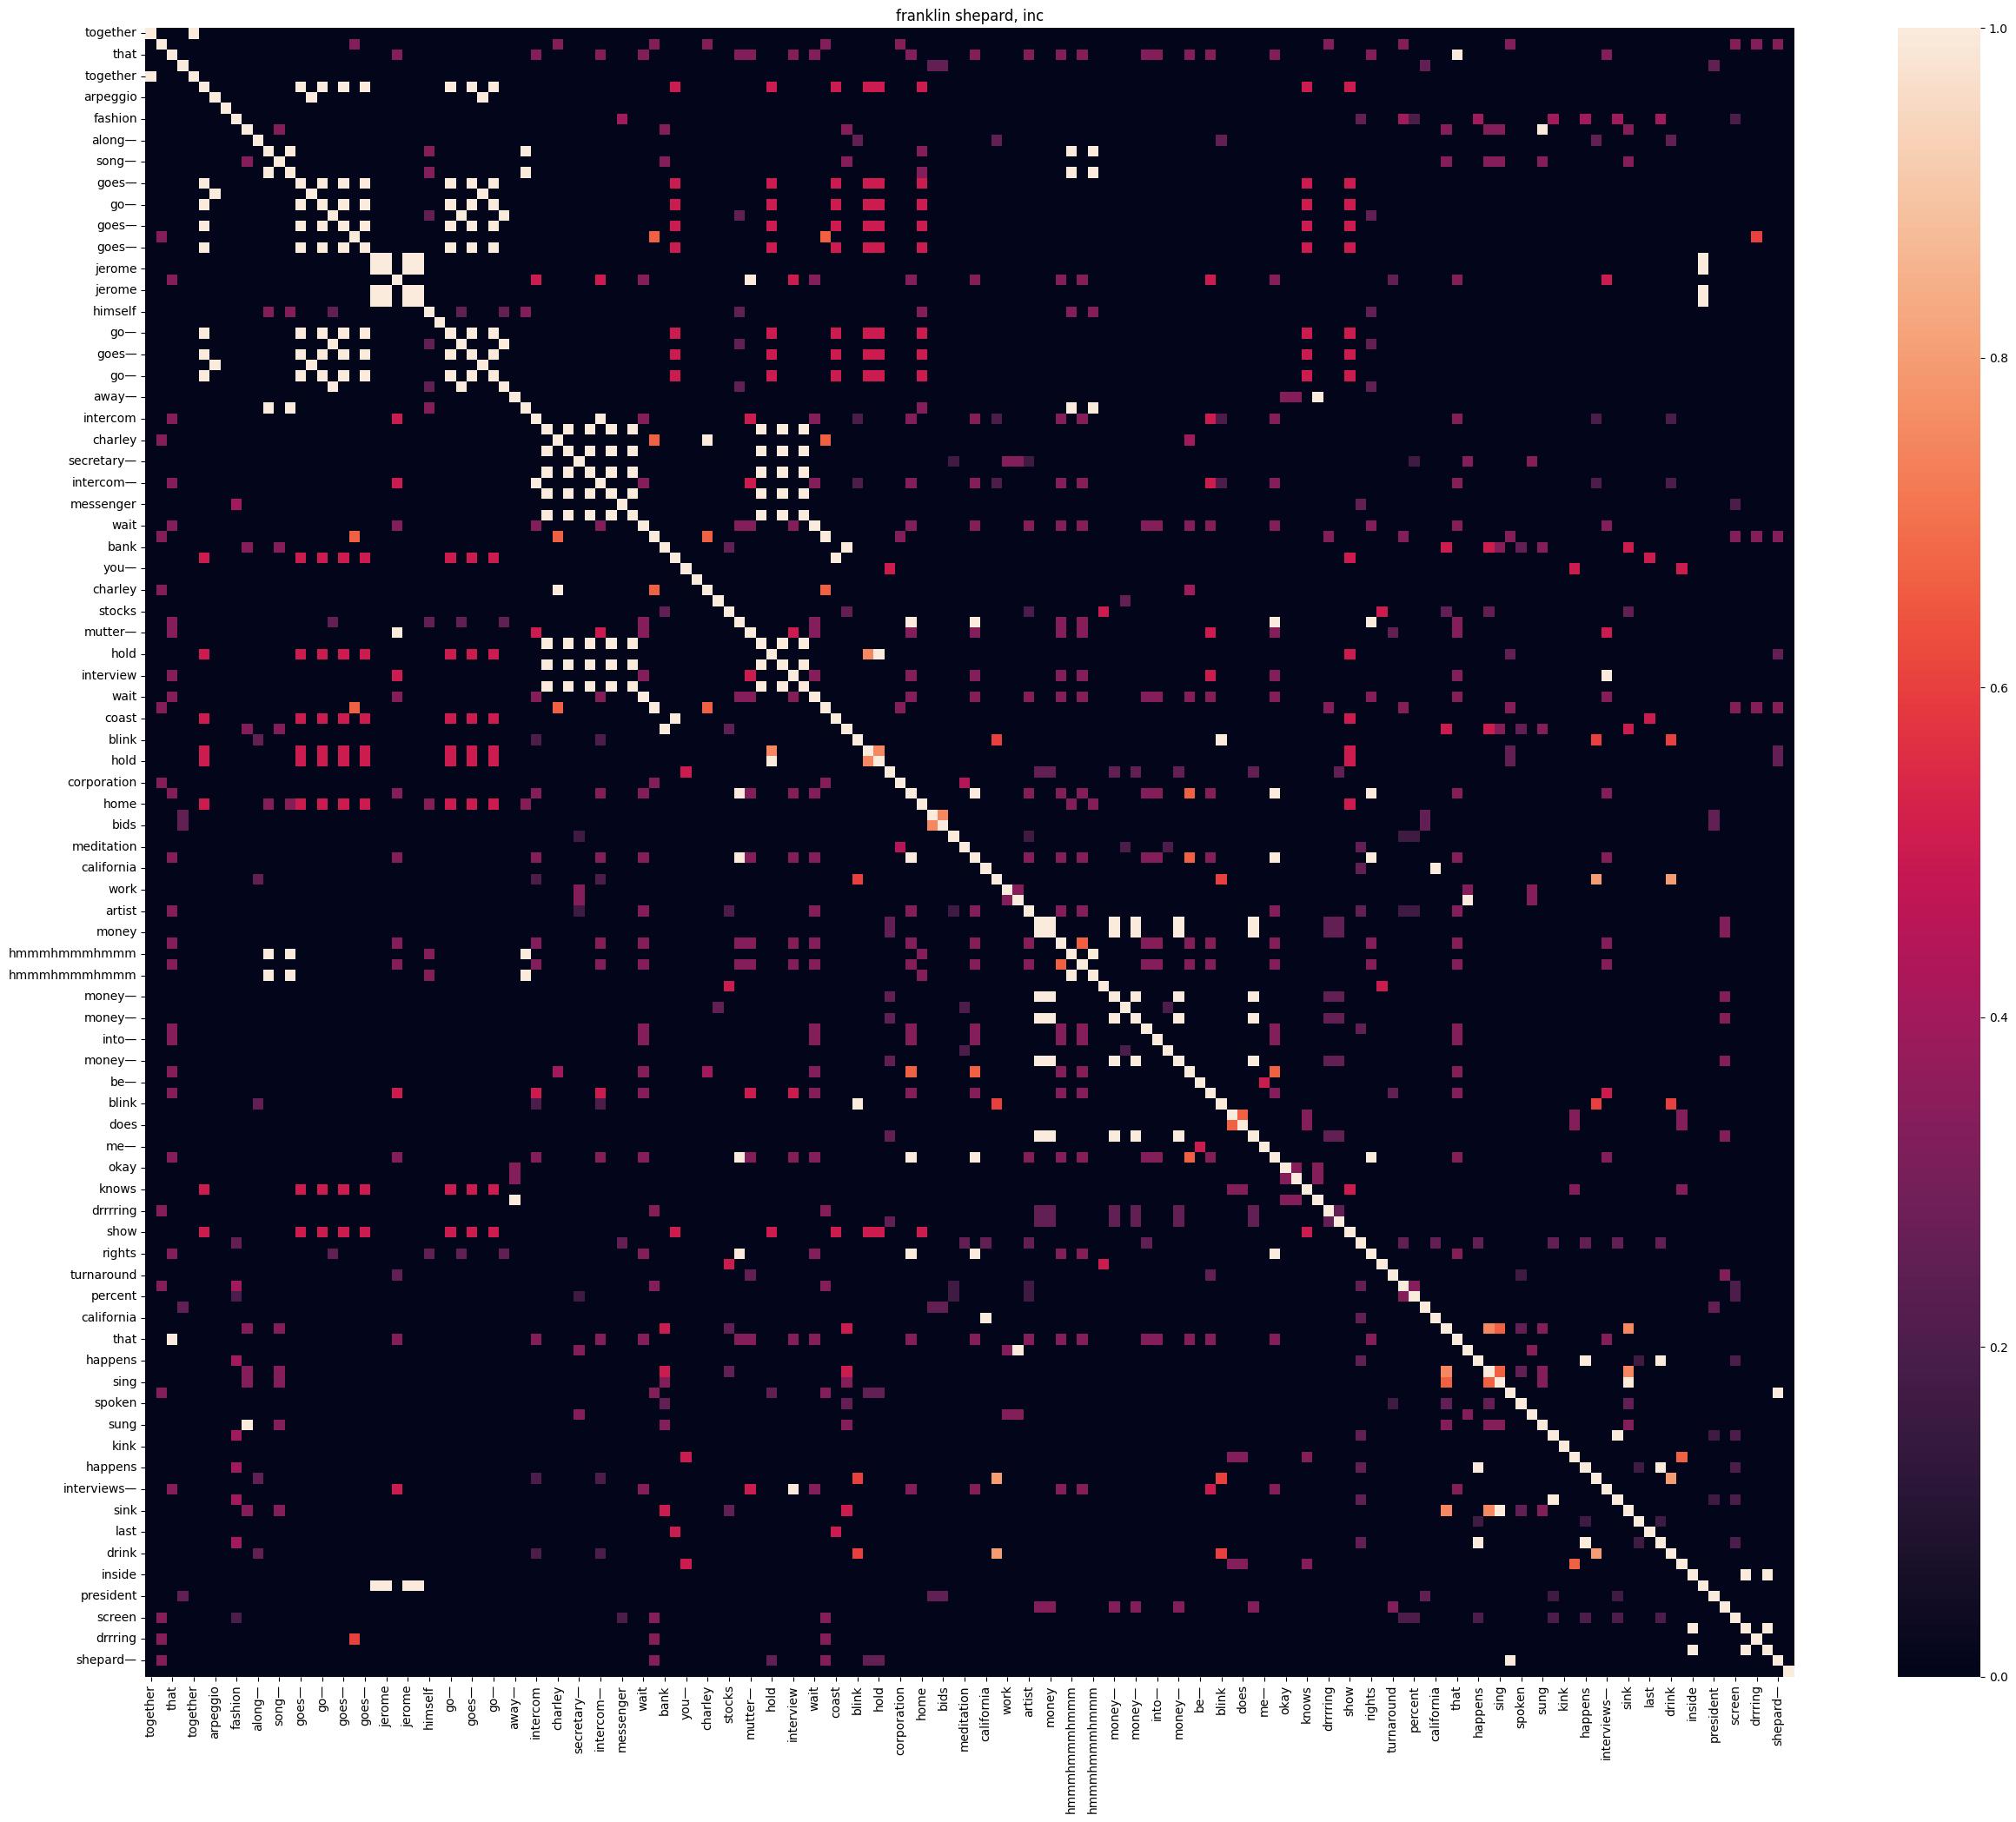 franklin shepard, inc
together
that
together
arpeggio
fashion
along—
song—
goes—
go—
goes—
goes—
jerome
jerome
himself
go—
goes—
go—
away—
intercom
charley
secretary—
intercom—
messenger
wait
bank
you—
charley
stocks
mutter—
hold
interview
wait
coast
blink
hold
corporation
home
bids
meditation
california
work
artist
money
hmmmhmmmhmmm
hmmmhmmmhmmm
money—
money—
into—
money—
be—
blink
does
me—
okay
knows
drrrring
show
rights
turnaround
percent
california
that
happens
sing
spoken
sung
kink
happens
interviews—
sink
last
drink
inside
president
screen
drrring
shepard—
together
that
together
arpeggio
fashion
along—
song—
goes—
go—
goes—
goes—
jerome
jerome
himself
go—
goes—
go—
away—
intercom
charley
secretary—
intercom—
messenger
wait
bank
you—
charley
stocks
mutter—
hold
interview
wait
coast
blink
hold
corporation
home
bids
meditation
california
work
artist
money
hmmmhmmmhmmm
hmmmhmmmhmmm
money—
money—
into—
money—
be—
blink
does
me—
okay
knows
drrrring
show
rights
turnaround
percent
california
that
happens
sing
spoken
sung
kink
happens
interviews—
sink
last
drink
inside
president
screen
drrring
shepard—
1.0
0.8
0.6
0.4
0.2
0.0